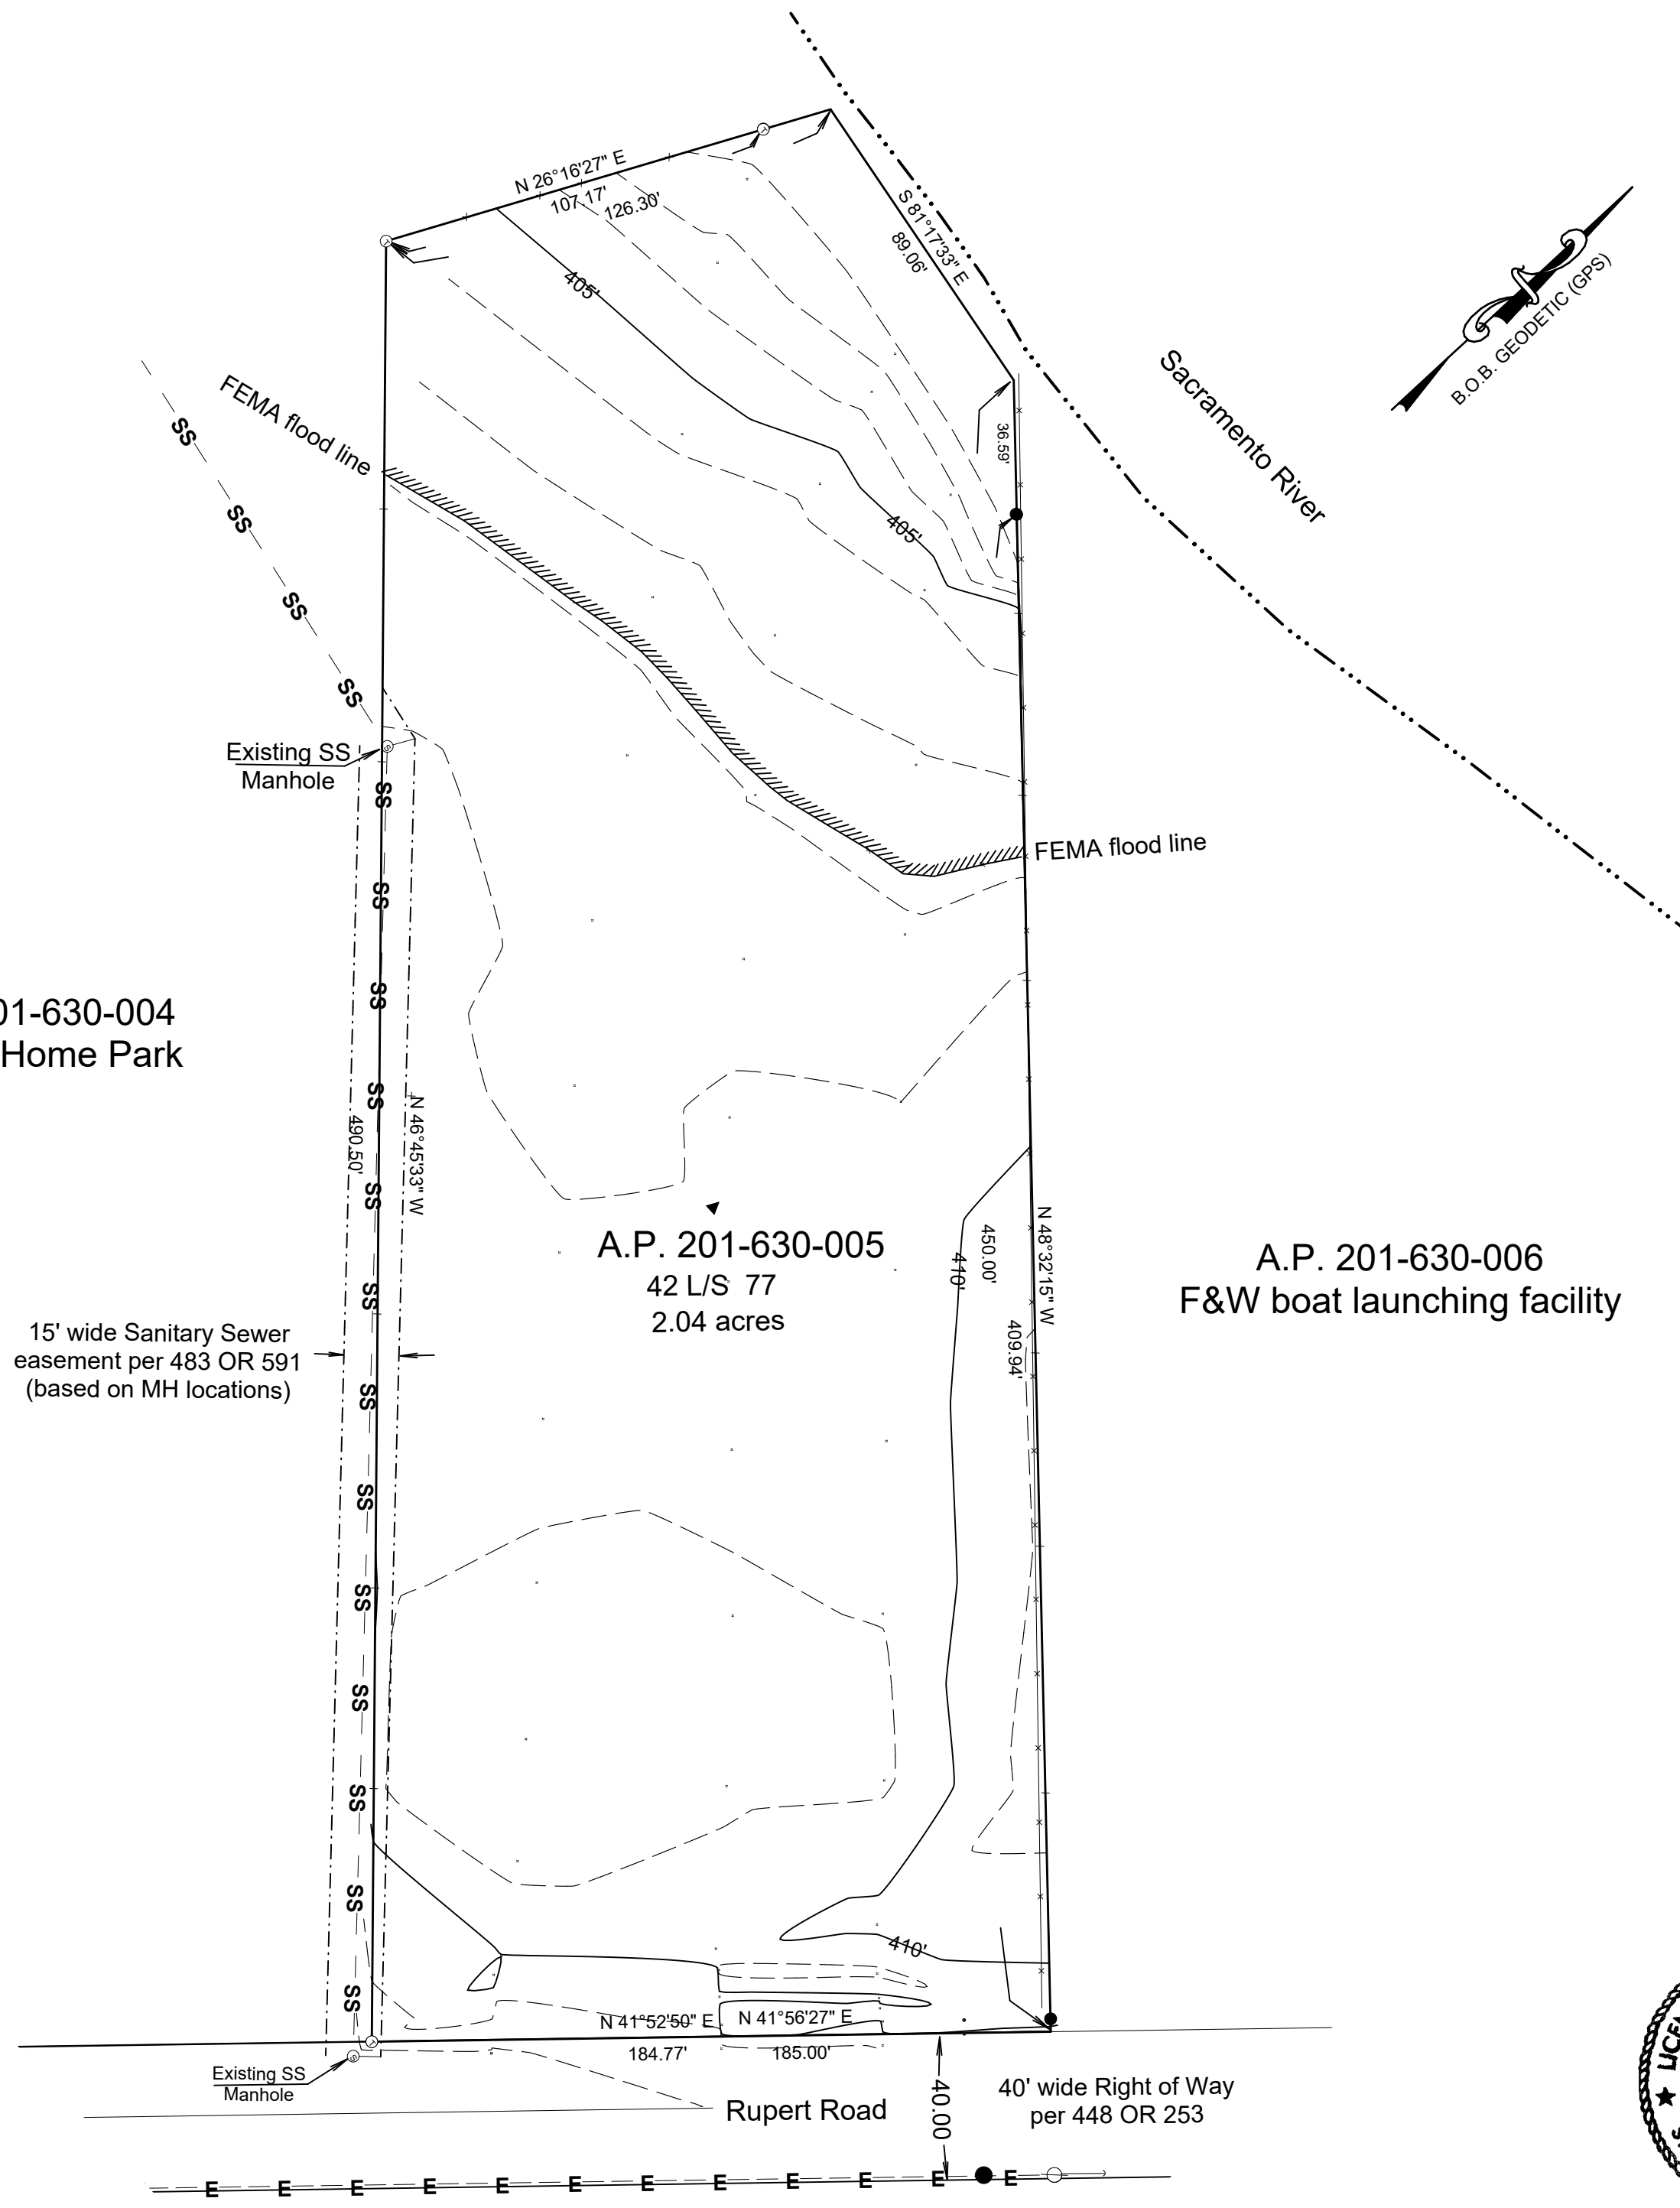 N 26°16'27" E
107.17'
126.30'
S 81°17'33" E
89.06'
B.O.B. GEODETIC (GPS)
405'
Sacramento River
FEMA flood line
36.59'
405'
SS
SS
SS
SS
Existing SS
Manhole
FEMA flood line
SS
SS
SS
SS
SS
SS
SS
SS
SS
SS
SS
SS
SS
01-630-004
Home Park
490.50'
N 46°45'33" W
A.P. 201-630-005
42 L/S 77
2.04 acres
450.00'
410'
N 48°32'15" W
409.94'
A.P. 201-630-006
F&W boat launching facility
15' wide Sanitary Sewer
easement per 483 OR 591
(based on MH locations)
410'
N 41°52'50" E
N 41°56'27" E
184.77'
185.00'
Existing SS
Manhole
Rupert Road
40.00
40' wide Right of Way
per 448 OR 253
E E E E E E E E E E E E